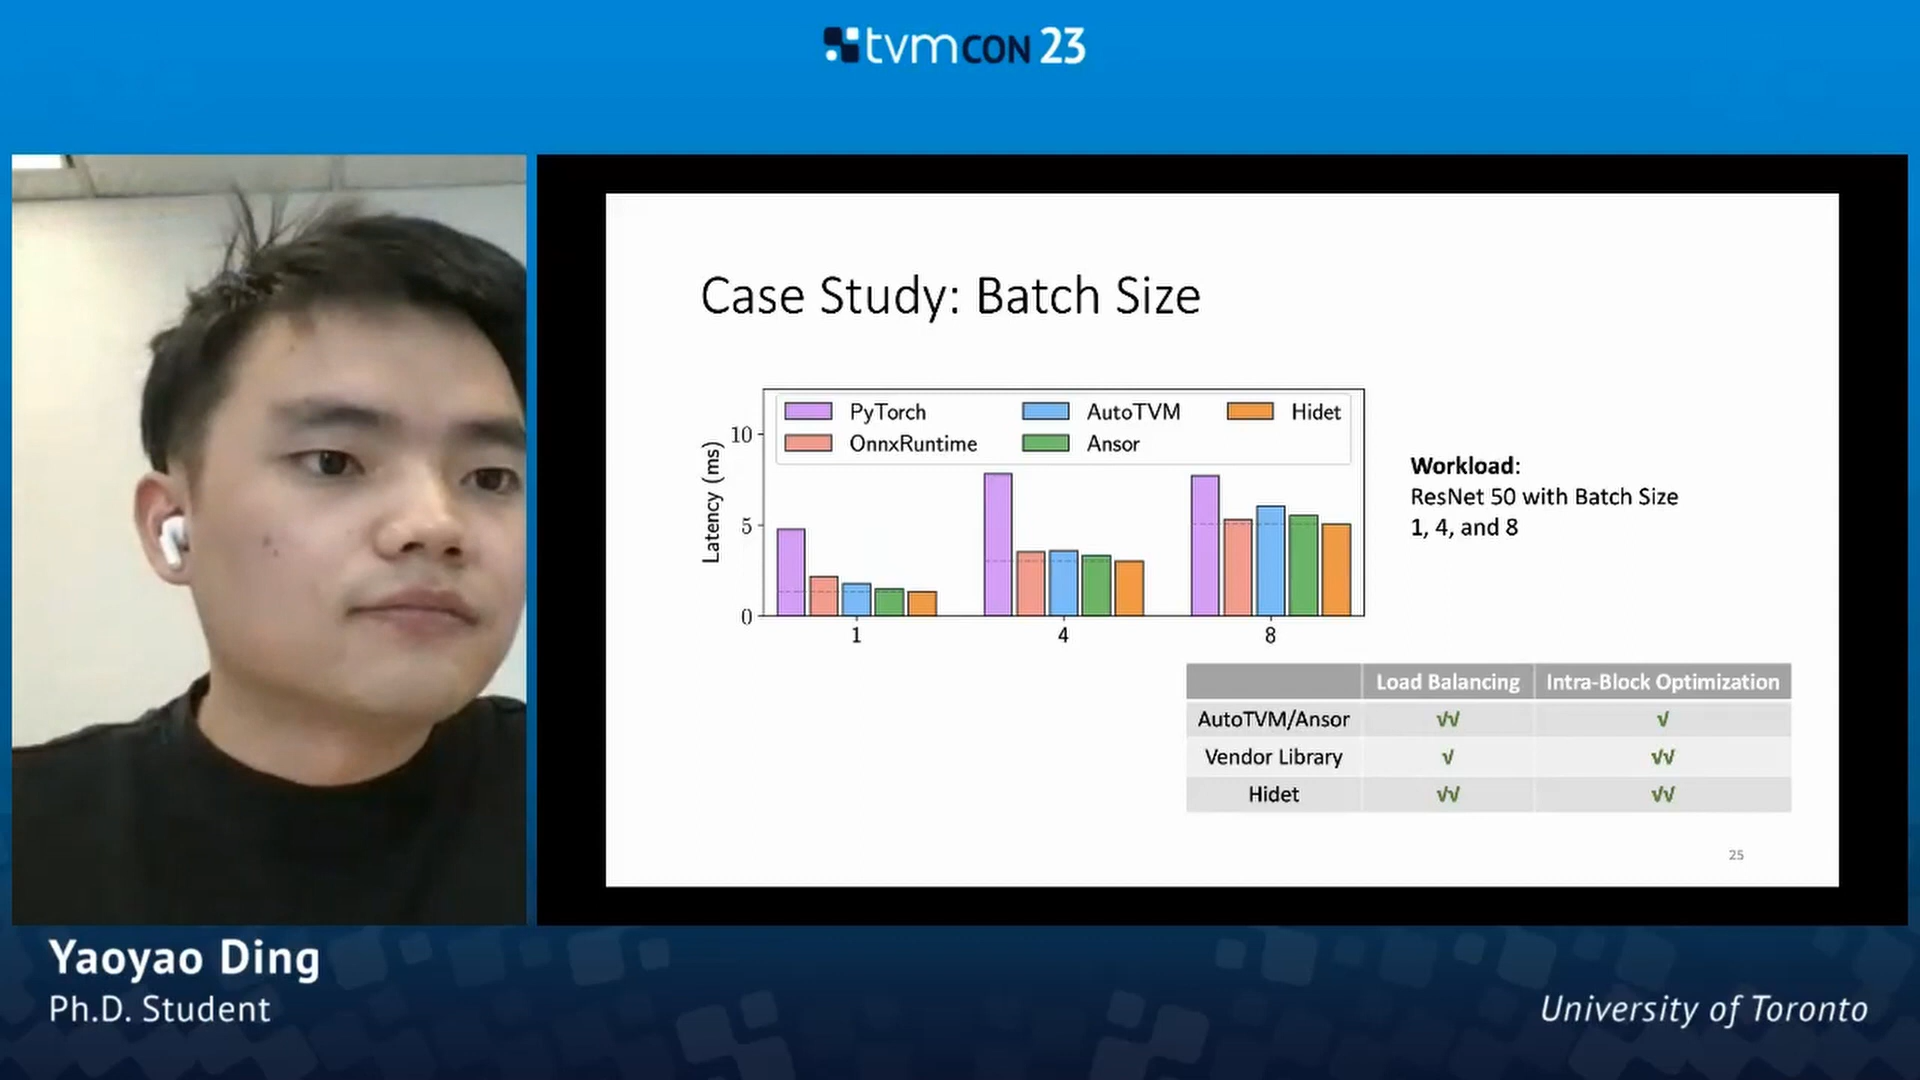 tvmcon 23
Case Study: Batch Size
PyTorch
OnnxRuntime
AutoTVM
Ansor
Hidet
Latency (ms)
10
5
0
1
4
8
Workload:
ResNet 50 with Batch Size
1, 4, and 8
Load Balancing Intra-Block Optimization
AutoTVM/Ansor √√ √
Vendor Library √ √√
Hidet √√ √√
25
Yaoyao Ding
Ph.D. Student
University of Toronto